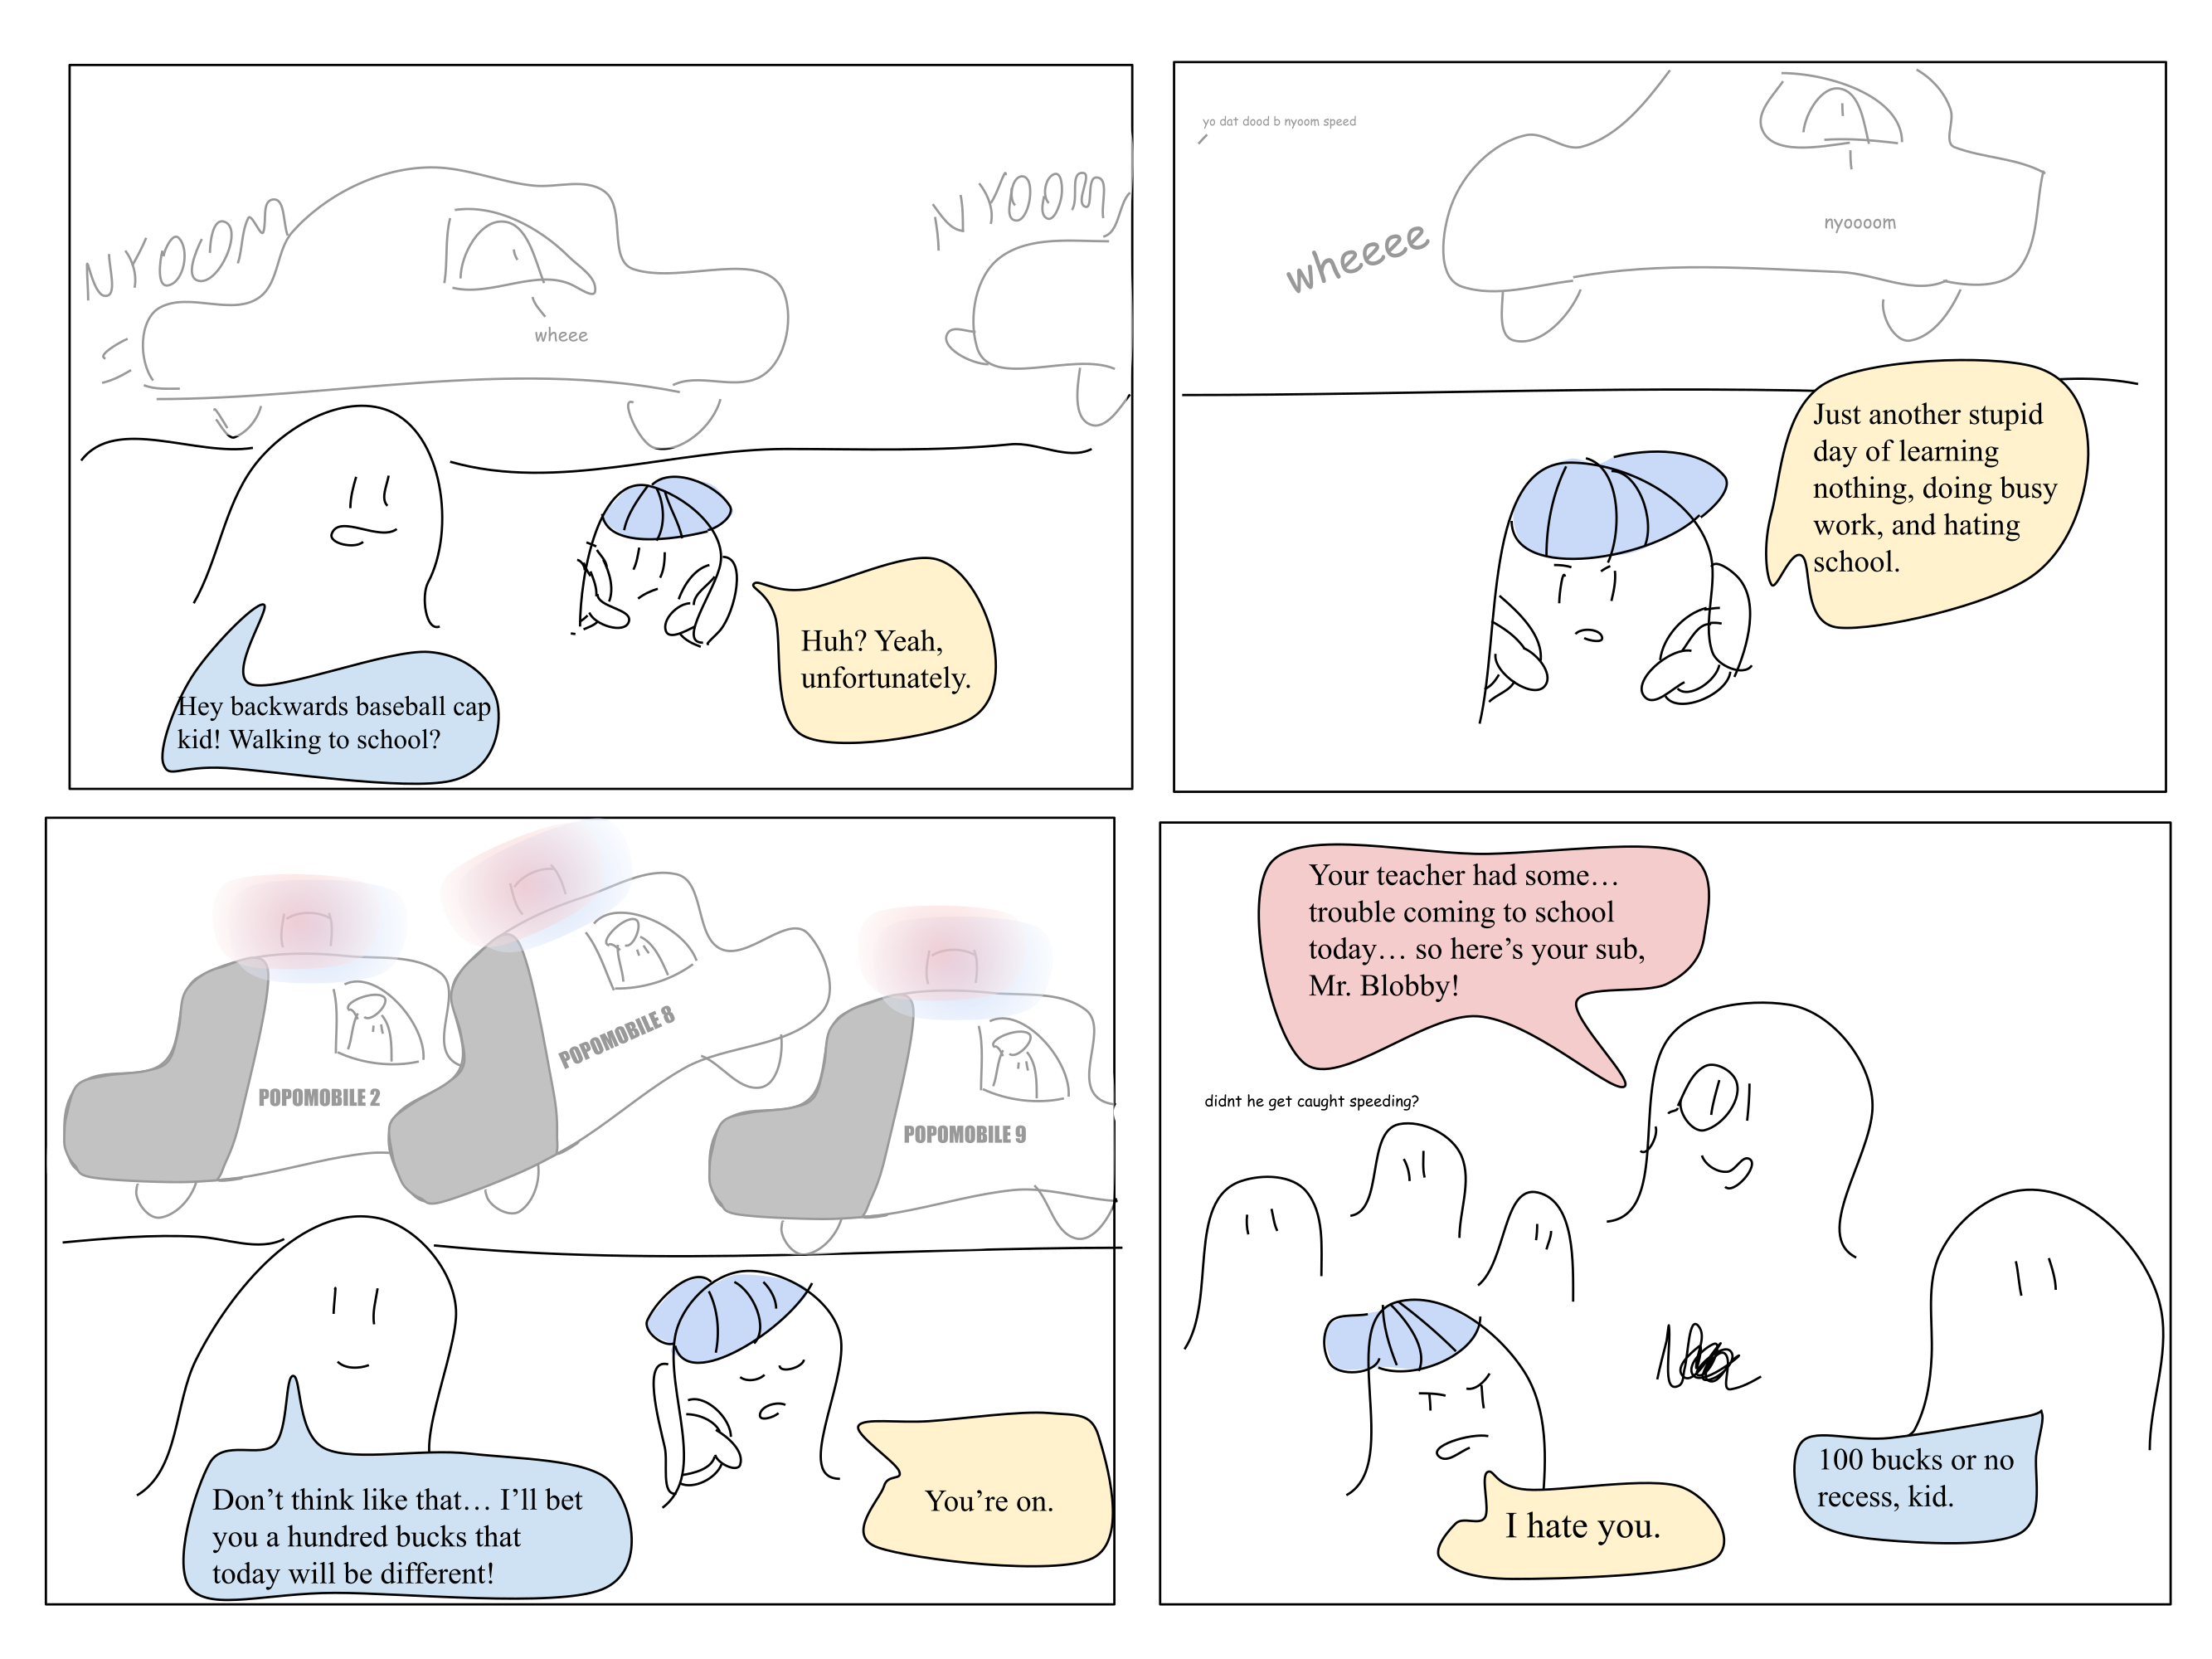 NYOOM
NYOOM
wheee
Hey backwards baseball cap
kid! Walking to school?
Huh? Yeah,
unfortunately.
yo dat dood b nyoom speed
wheeee
nyoooom
Just another stupid
day of learning
nothing, doing busy
work, and hating
school.
POPOMOBILE 2
POPOMOBILE 8
POPOMOBILE 9
Don’t think like that… I’ll bet
you a hundred bucks that
today will be different!
You’re on.
Your teacher had some…
trouble coming to school
today… so here’s your sub,
Mr. Blobby!
didnt he get caught speeding?
I hate you.
100 bucks or no
recess, kid.